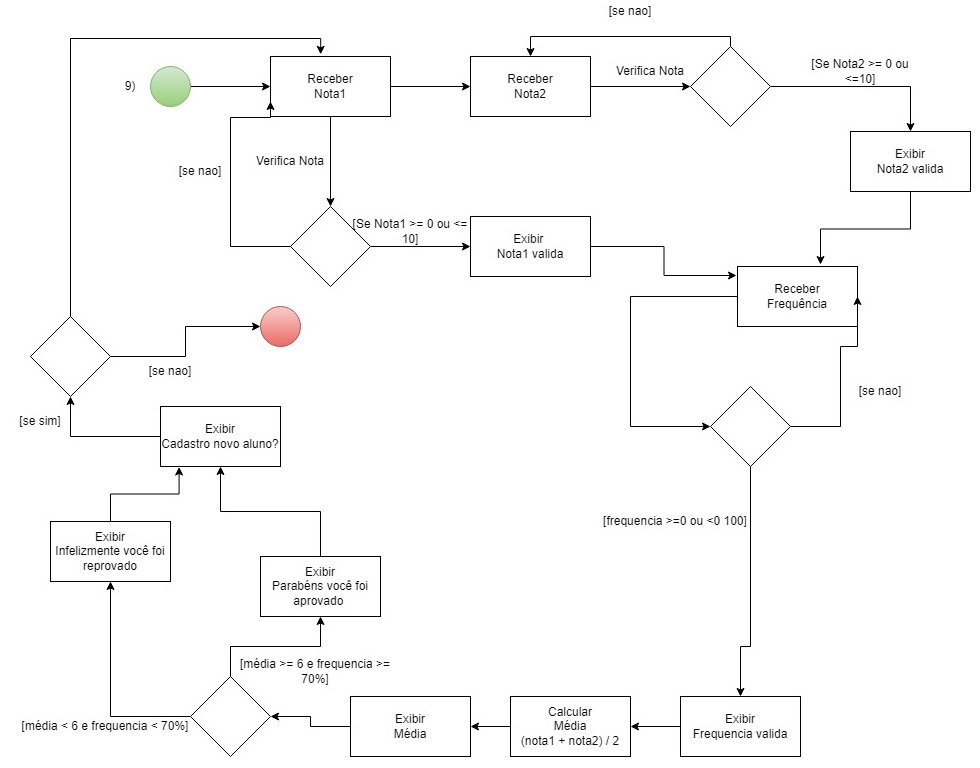 [se nao]
9)
Receber
Nota1
Receber
Nota2
Verifica Nota
[Se Nota2 >= 0 ou
<=10]
Exibir
Nota2 valida
[se nao]
Verifica Nota
[Se Nota1 >= 0 ou <=
10]
Exibir
Nota1 valida
Receber
Frequência
[se nao]
[se nao]
[se sim]
Exibir
Cadastro novo aluno?
[frequencia >=0 ou <0 100]
Exibir
Infelizmente você foi
reprovado
Exibir
Parabéns você foi
aprovado
[média >= 6 e frequencia >=
70%]
[média < 6 e frequencia < 70%]
Exibir
Média
Calcular
Média
(nota1 + nota2) / 2
Exibir
Frequencia valida